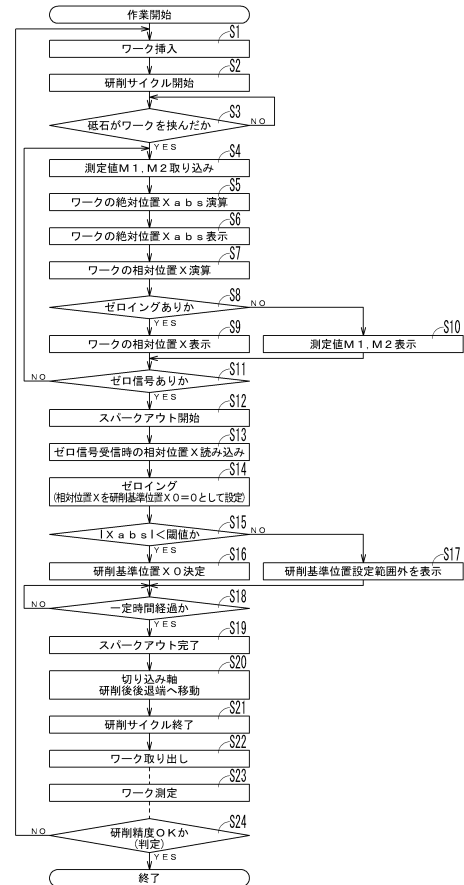 作業開始
S1
ワーク挿入
S2
研削サイクル開始
S3
砥石がワークを挟んだか
NO
YES
S4
測定値M1,M2取り込み
S5
ワークの絶対位置Xabs演算
S6
ワークの絶対位置Xabs表示
S7
ワークの相対位置X演算
S8
ゼロイングありか
NO
YES
S9
ワークの相対位置X表示
S10
測定値M1,M2表示
S11
NO
ゼロ信号ありか
YES
S12
スパークアウト開始
S13
ゼロ信号受信時の相対位置X読み込み
S14
ゼロイング
(相対位置Xを研削基準位置X0=0として設定)
S15
|Xabs|<閾値か
NO
YES
S16
研削基準位置X0決定
S17
研削基準位置設定範囲外を表示
S18
NO
一定時間経過か
YES
S19
スパークアウト完了
S20
切り込み軸
研削後後退端へ移動
S21
研削サイクル終了
S22
ワーク取り出し
S23
ワーク測定
S24
NO
研削精度OKか
(判定)
YES
終了